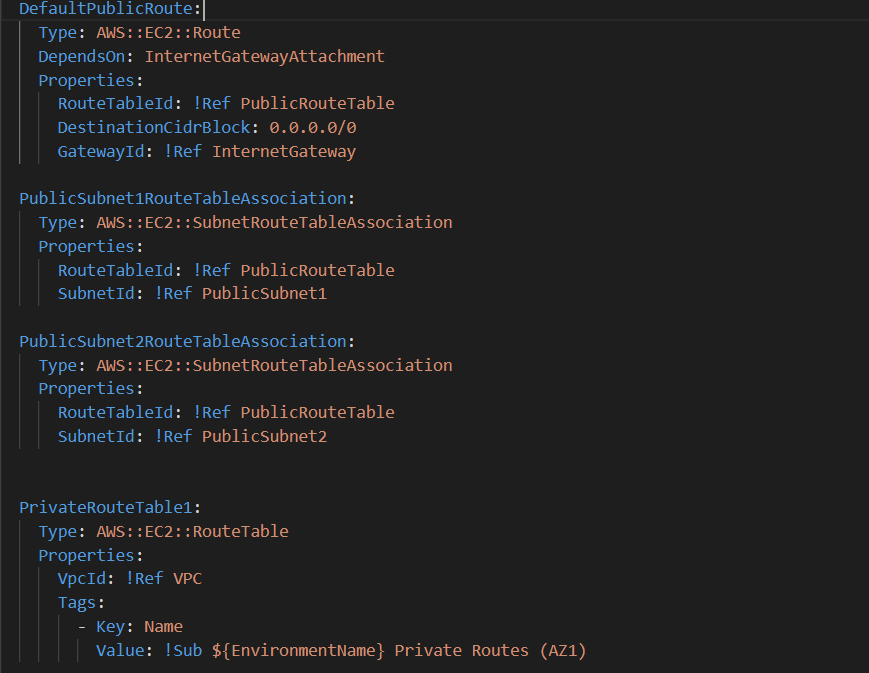 DefaultPublicRoute:
  Type: AWS::EC2::Route
  DependsOn: InternetGatewayAttachment
  Properties:
    RouteTableId: !Ref PublicRouteTable
    DestinationCidrBlock: 0.0.0.0/0
    GatewayId: !Ref InternetGateway

PublicSubnet1RouteTableAssociation:
  Type: AWS::EC2::SubnetRouteTableAssociation
  Properties:
    RouteTableId: !Ref PublicRouteTable
    SubnetId: !Ref PublicSubnet1

PublicSubnet2RouteTableAssociation:
  Type: AWS::EC2::SubnetRouteTableAssociation
  Properties:
    RouteTableId: !Ref PublicRouteTable
    SubnetId: !Ref PublicSubnet2


PrivateRouteTable1:
  Type: AWS::EC2::RouteTable
  Properties:
    VpcId: !Ref VPC
    Tags:
      - Key: Name
        Value: !Sub ${EnvironmentName} Private Routes (AZ1)